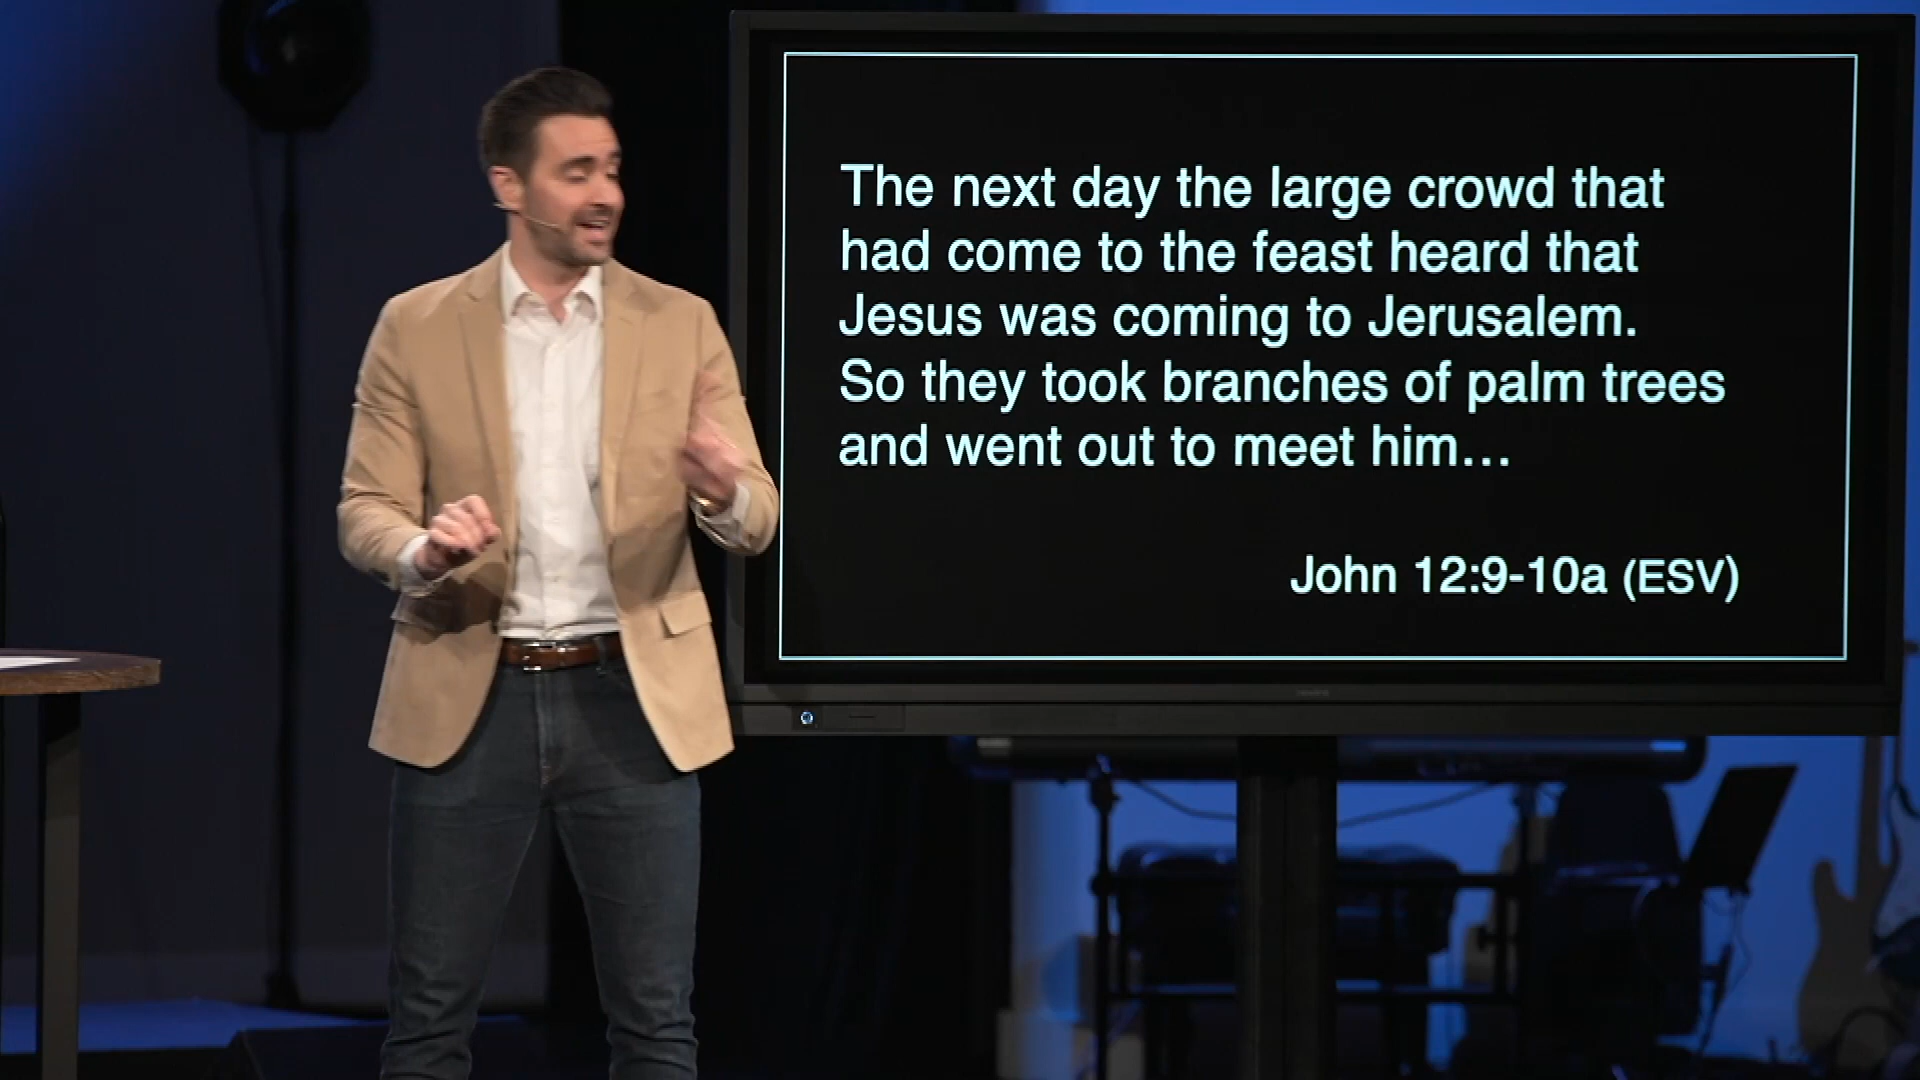 The next day the large crowd that
had come to the feast heard that
Jesus was coming to Jerusalem.
So they took branches of palm trees
and went out to meet him…
John 12:9-10a (ESV)